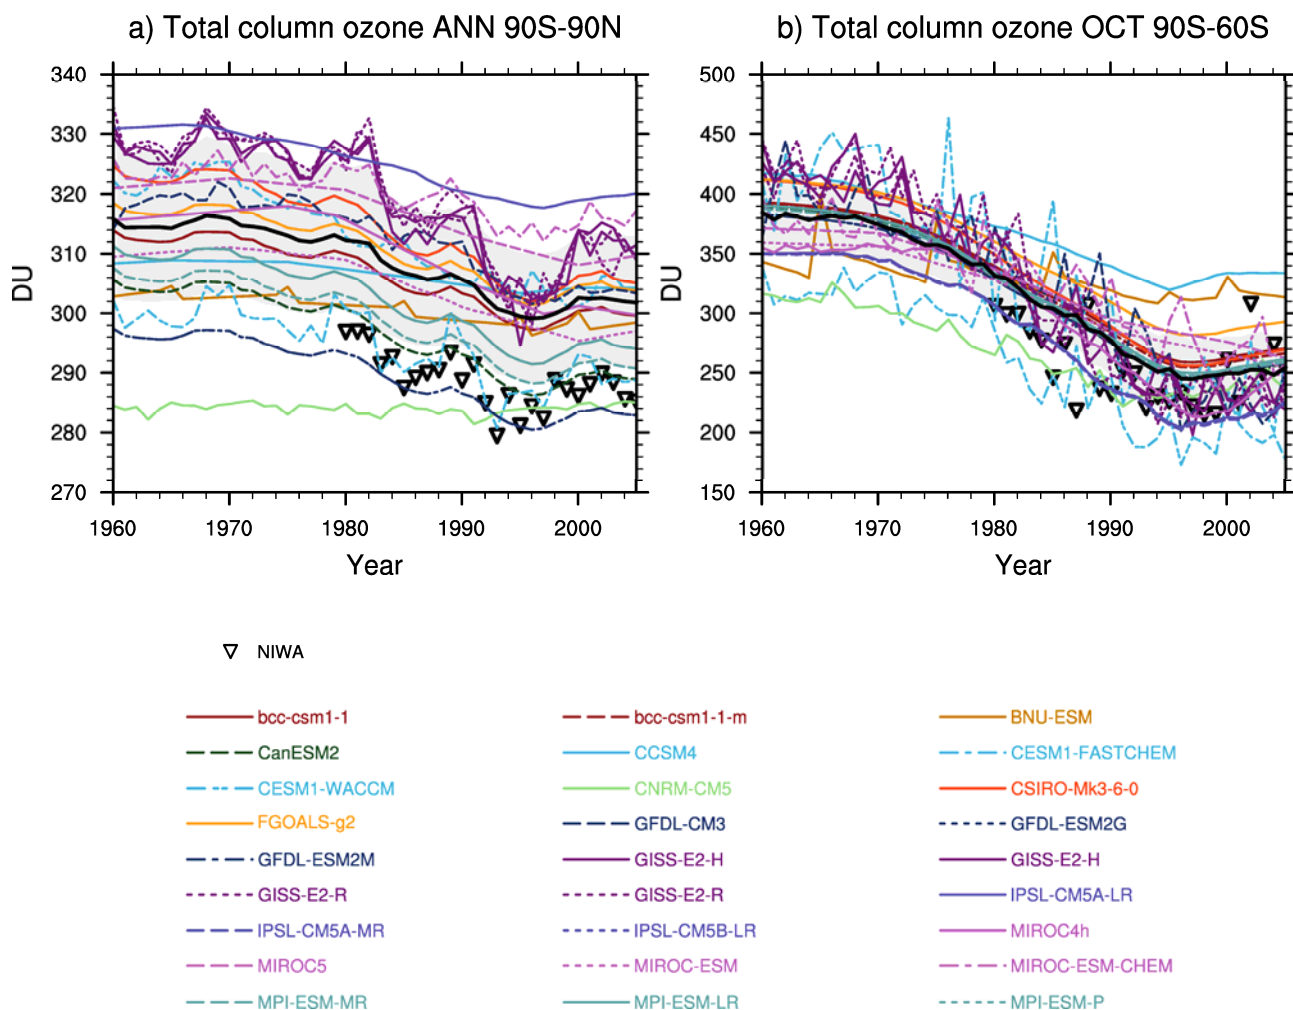 a) Total column ozone ANN 90S-90N
b) Total column ozone OCT 90S-60S
340
330
320
310
300
290
280
270
DU
1960
1970
1980
1990
2000
Year
500
450
400
350
300
250
200
150
DU
1960
1970
1980
1990
2000
Year
NIWA
bcc-csm1-1
bcc-csm1-1-m
BNU-ESM
CanESM2
CCSM4
CESM1-FASTCHEM
CESM1-WACCM
CNRM-CM5
CSIRO-Mk3-6-0
FGOALS-g2
GFDL-CM3
GFDL-ESM2G
GFDL-ESM2M
GISS-E2-H
GISS-E2-H
GISS-E2-R
GISS-E2-R
IPSL-CM5A-LR
IPSL-CM5A-MR
IPSL-CM5B-LR
MIROC4h
MIROC5
MIROC-ESM
MIROC-ESM-CHEM
MPI-ESM-MR
MPI-ESM-LR
MPI-ESM-P